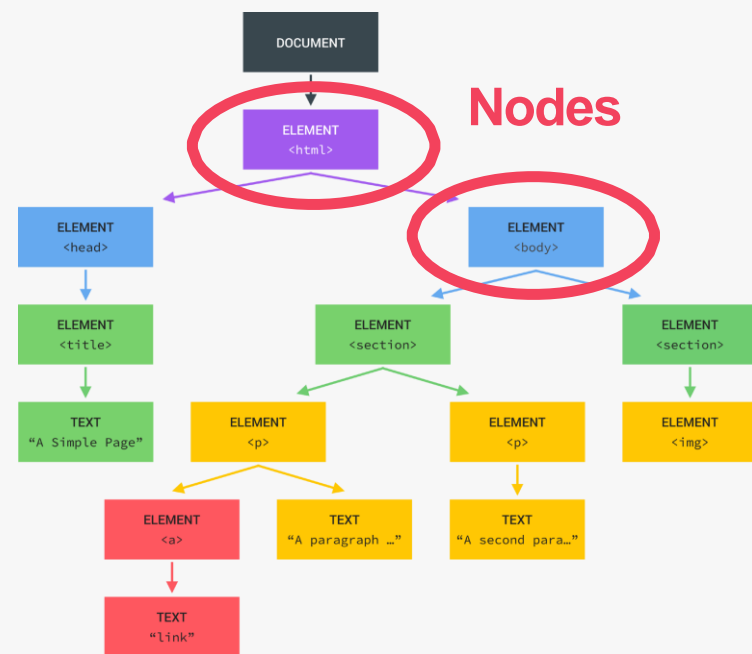 DOCUMENT
Nodes
ELEMENT
<html>
ELEMENT
<head>
ELEMENT
<body>
ELEMENT
<title>
ELEMENT
<section>
ELEMENT
<section>
TEXT
“A Simple Page”
ELEMENT
<p>
ELEMENT
<p>
ELEMENT
<img>
ELEMENT
<a>
TEXT
“A paragraph …”
TEXT
“A second para…”
TEXT
“link”